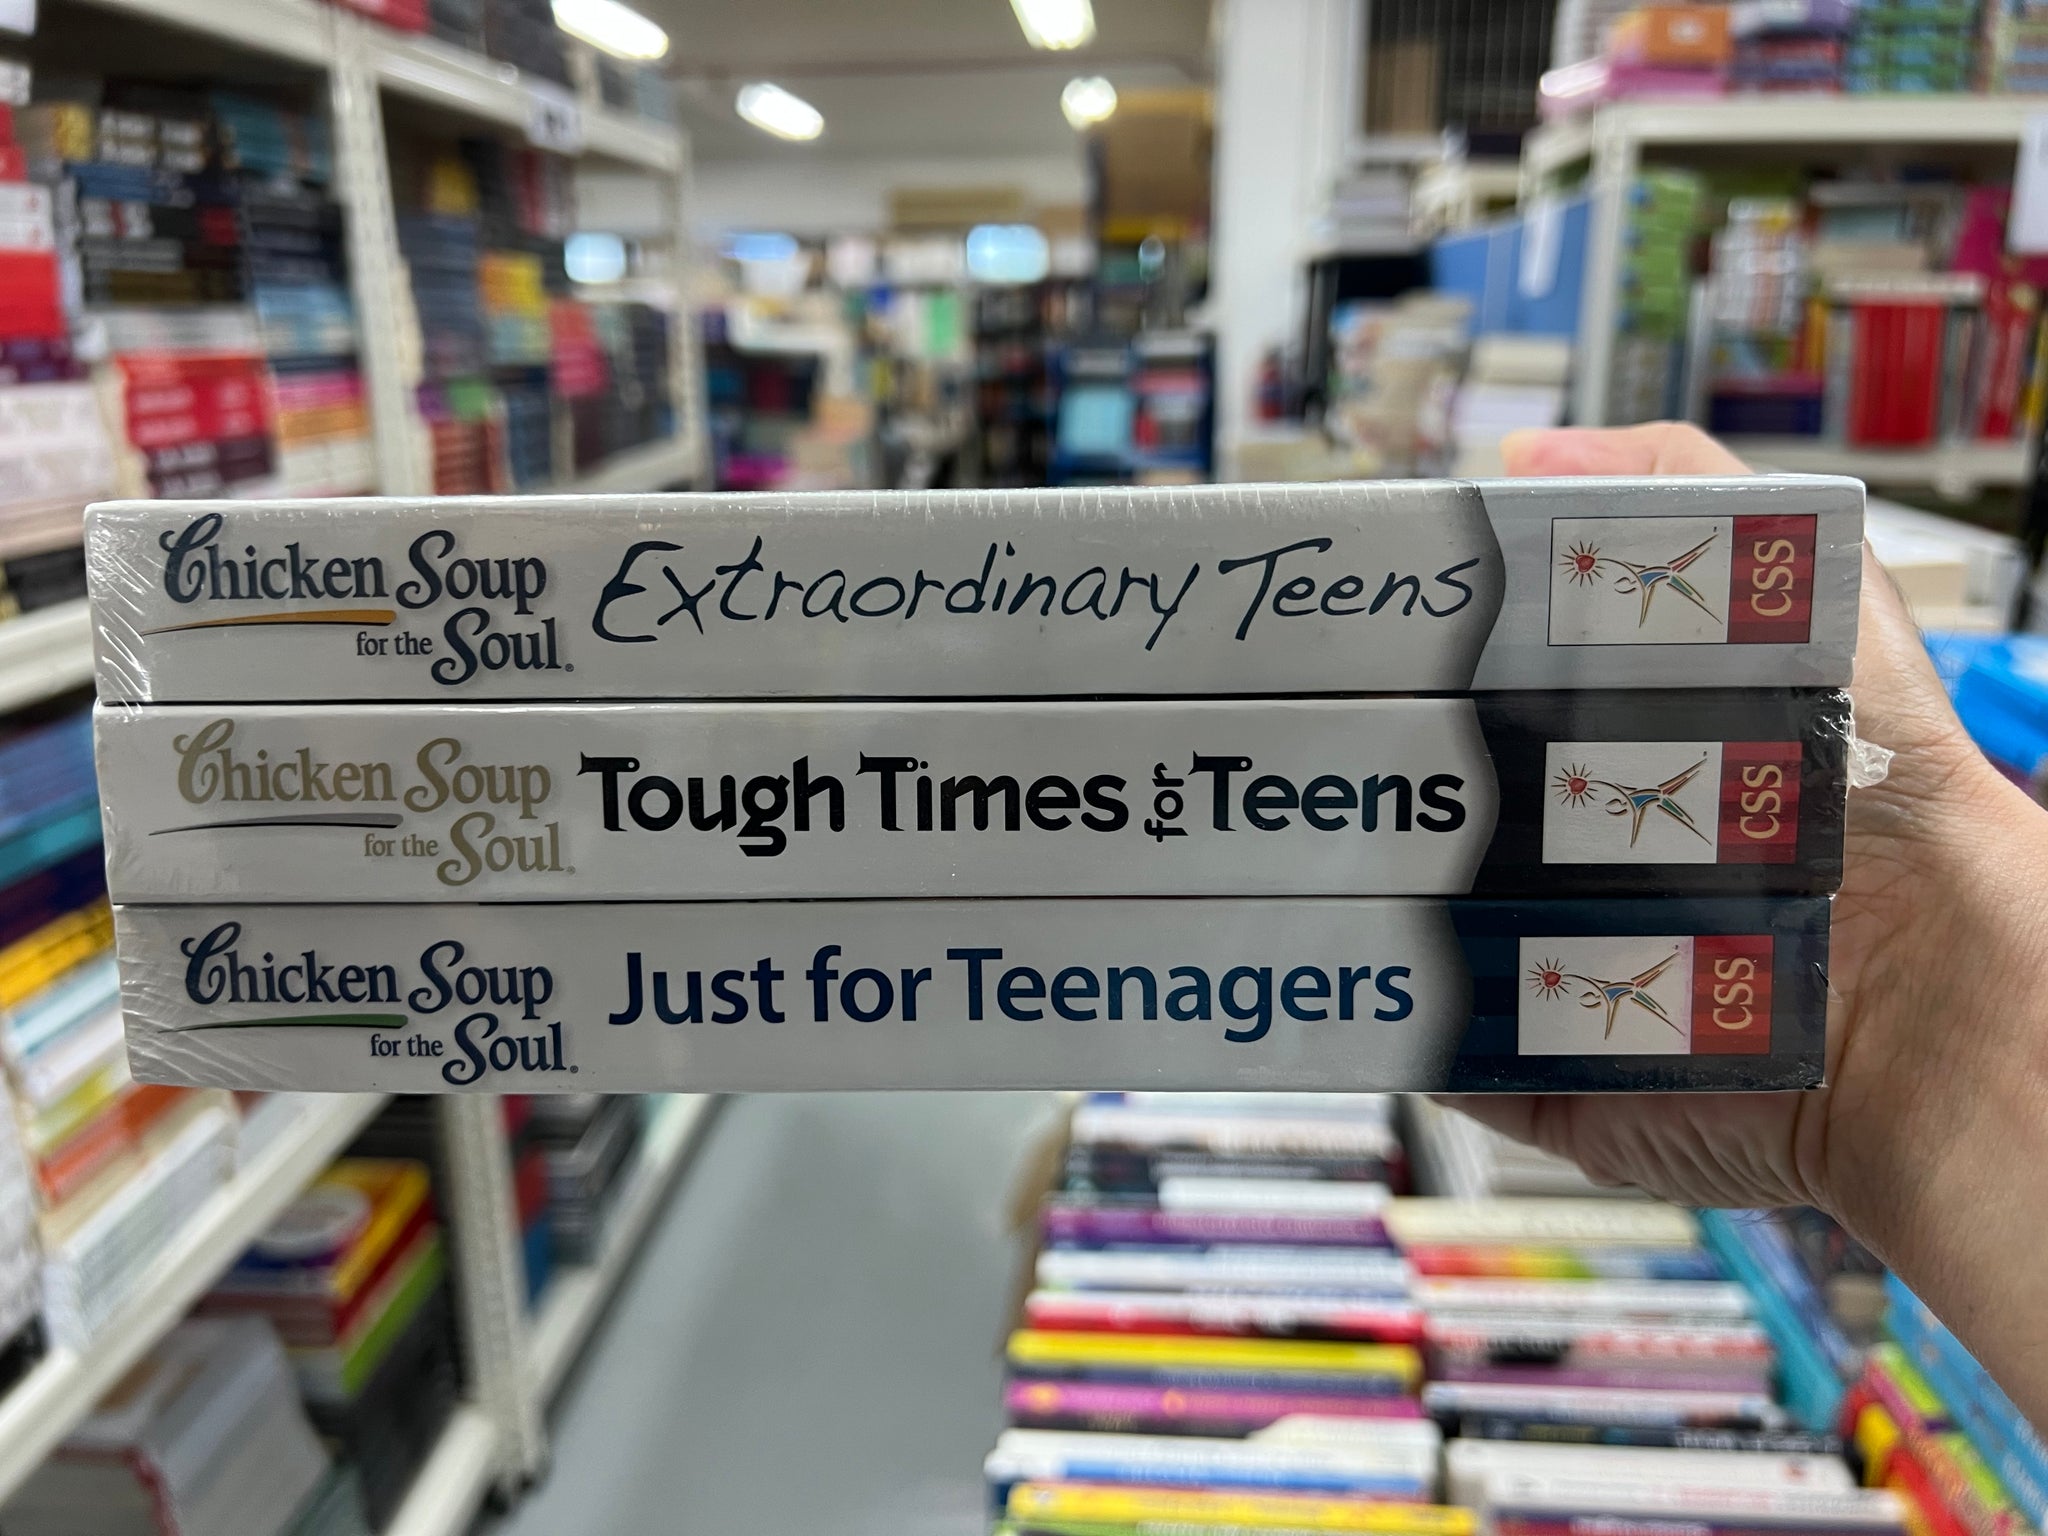 Chicken Soup for the Soul® Extraordinary Teens CSS
Chicken Soup for the Soul® Tough Times for Teens CSS
Chicken Soup for the Soul® Just for Teenagers CSS